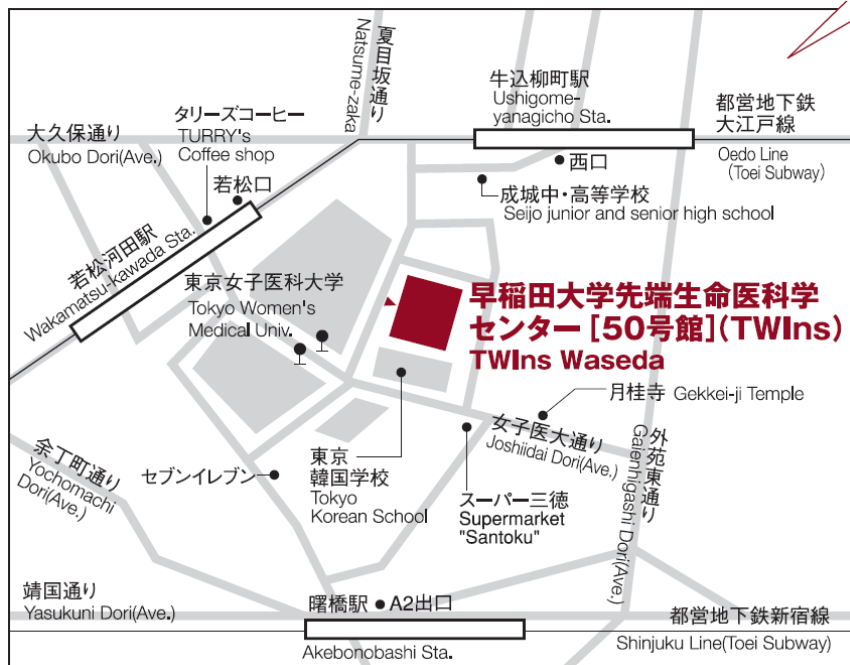 夏目坂通り
Natsume-zaka
牛込柳町駅
Ushigome-
yanagicho Sta.
都営地下鉄
大江戸線
Oedo Line
(Toei Subway)
タリーズコーヒー
TURRY's
Coffee shop
大久保通り
Okubo Dori(Ave.)
若松口
西口
成城中・高等学校
Seijo junior and senior high school
若松河田駅
Wakamatsu-kawada Sta.
東京女子医科大学
Tokyo Women's
Medical Univ.
早稲田大学先端生命医科学
センター［50号館］(TWIns)
TWIns Waseda
月桂寺 Gekkei-ji Temple
女子医大通り
Joshiidai Dori(Ave.)
外苑東通り
Gaienhigashi Dori(Ave.)
余丁町通り
Yochomachi
Dori(Ave.)
セブンイレブン
東京
韓国学校
Tokyo
Korean School
スーパー三徳
Supermarket
"Santoku"
靖国通り
Yasukuni Dori(Ave.)
曙橋駅
A2出口
Akebonobashi Sta.
都営地下鉄新宿線
Shinjuku Line(Toei Subway)